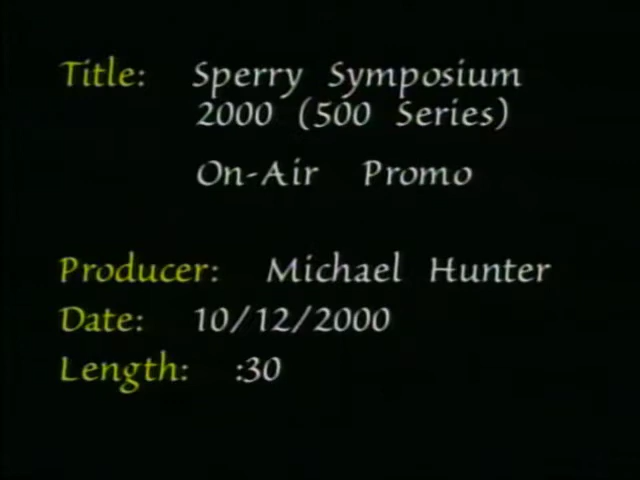 Title: Sperry Symposium
2000 (500 Series)
On-Air Promo
Producer: Michael Hunter
Date: 10/12/2000
Length: :30